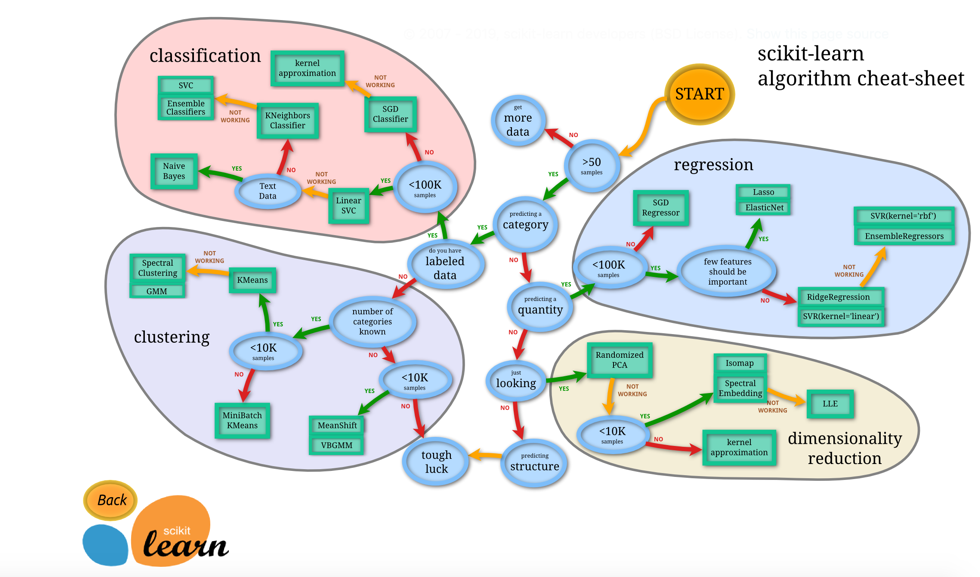 scikit-learn
algorithm cheat-sheet
START
classification
kernel
approximation
NOT
WORKING
SVC
Ensemble
Classifiers
NOT
WORKING
KNeighbors
Classifier
SGD
Classifier
NO
Naive
Bayes
YES
Text
Data
NO
NOT
WORKING
Linear
SVC
YES
<100K
samples
YES
get
more
data
NO
>50
samples
YES
predicting a
category
YES
NO
do you have
labeled
data
NO
regression
SGD
Regressor
NO
<100K
samples
YES
Lasso
ElasticNet
YES
few features
should be
important
NO
SVR(kernel='rbf')
EnsembleRegressors
NOT
WORKING
RidgeRegression
SVR(kernel='linear')
predicting a
quantity
YES
NO
clustering
Spectral
Clustering
GMM
NOT
WORKING
KMeans
YES
<10K
samples
NO
MiniBatch
KMeans
YES
number of
categories
known
NO
<10K
samples
YES
NO
MeanShift
VBGMM
tough
luck
just
looking
YES
NO
predicting
structure
dimensionality
reduction
Randomized
PCA
NOT
WORKING
<10K
samples
YES
NO
Isomap
Spectral
Embedding
NOT
WORKING
LLE
kernel
approximation
Back
scikit
learn